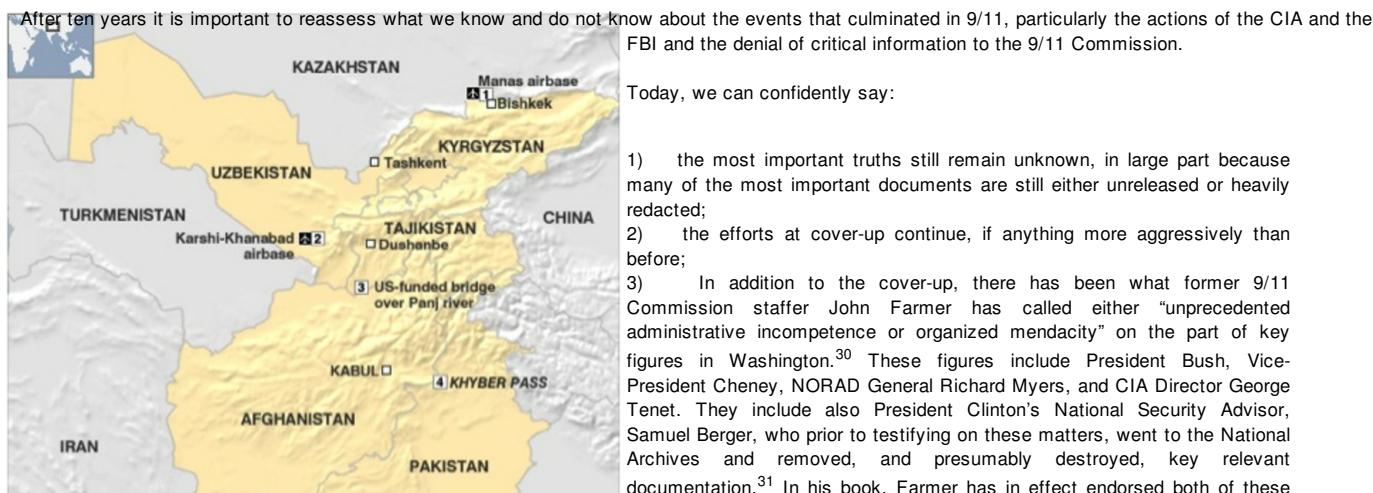 After ten years it is important to reassess what we know and do not know about the events that culminated in 9/11, particularly the actions of the CIA and the
FBI and the denial of critical information to the 9/11 Commission.
Today, we can confidently say:
1) the most important truths still remain unknown, in large part because
many of the most important documents are still either unreleased or heavily
redacted;
2) the efforts at cover-up continue, if anything more aggressively than
before;
3) In addition to the cover-up, there has been what former 9/11
Commission staffer John Farmer has called either “unprecedented
administrative incompetence or organized mendacity” on the part of key
figures in Washington.30 These figures include President Bush, Vice-
President Cheney, NORAD General Richard Myers, and CIA Director George
Tenet. They include also President Clinton’s National Security Advisor,
Samuel Berger, who prior to testifying on these matters, went to the National
Archives and removed, and presumably destroyed, key relevant
documentation.31 In his book, Farmer has in effect endorsed both of these
KAZAKHSTAN
Manas airbase
1
Bishkek
KYRGYZSTAN
Tashkent
UZBEKISTAN
TURKMENISTAN
CHINA
TAJIKISTAN
Karshi-Khanabad 2
airbase
Dushanbe
3 US-funded bridge
over Panj river
KABUL
4 KHYBER PASS
AFGHANISTAN
IRAN
PAKISTAN